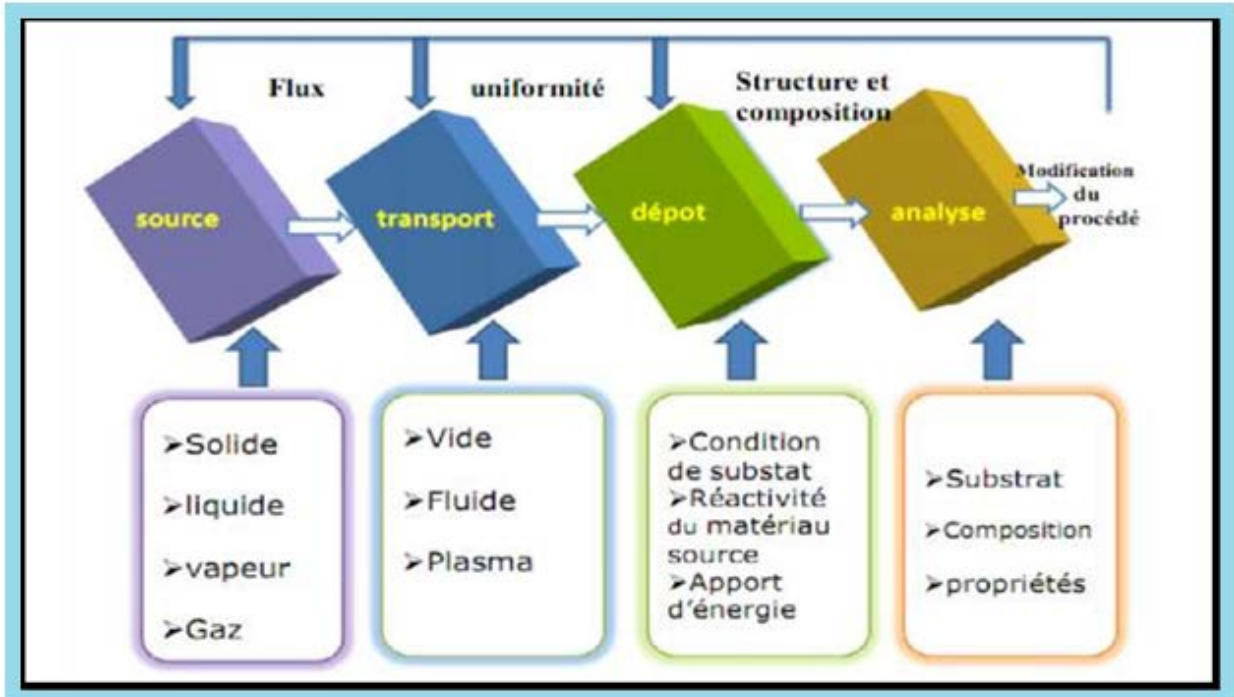 Flux
uniformité
Structure et
composition
source
transport
dépot
analyse
Modification
du
procédé
➢Solide
➢liquide
➢vapeur
➢Gaz
➢Vide
➢Fluide
➢Plasma
➢Condition
de substat
➢Réactivité
du matériau
source
➢Apport
d'énergie
➢Substrat
➢Composition
➢propriétés